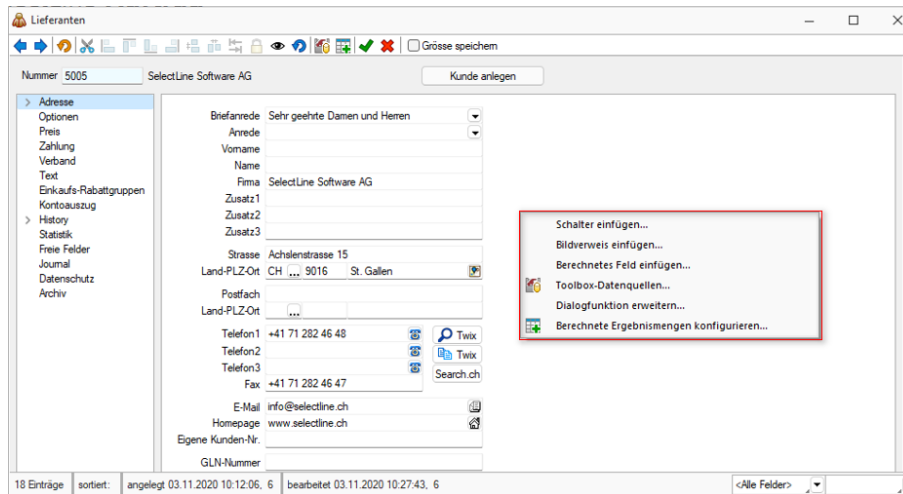 Lieferanten
Grösse speichern
Nummer 5005 SelectLine Software AG Kunde anlegen
Adresse
Optionen
Preis
Zahlung
Verband
Text
Einkaufs-Rabattgruppen
Kontoauszug
History
Statistik
Freie Felder
Journal
Datenschutz
Archiv
Briefanrede Sehr geehrte Damen und Herren
Anrede
Vorname
Name
Firma SelectLine Software AG
Zusatz1
Zusatz2
Zusatz3
Strasse Achslenstrasse 15
Land-PLZ-Ort CH ... 9016 St. Gallen
Postfach
Land-PLZ-Ort ...
Telefon1 +41 71 282 46 48 Twix
Telefon2 Twix
Telefon3 Search.ch
Fax +41 71 282 46 47
E-Mail info@selectline.ch
Homepage www.selectline.ch
Eigene Kunden-Nr.
GLN-Nummer
Schalter einfügen...
Bildverweis einfügen...
Berechnetes Feld einfügen...
Toolbox-Datenquellen...
Dialogfunktion erweitern...
Berechnete Ergebnismengen konfigurieren...
18 Einträge sortiert: angelegt 03.11.2020 10:12:06, 6 bearbeitet 03.11.2020 10:27:43, 6 <Alle Felder>